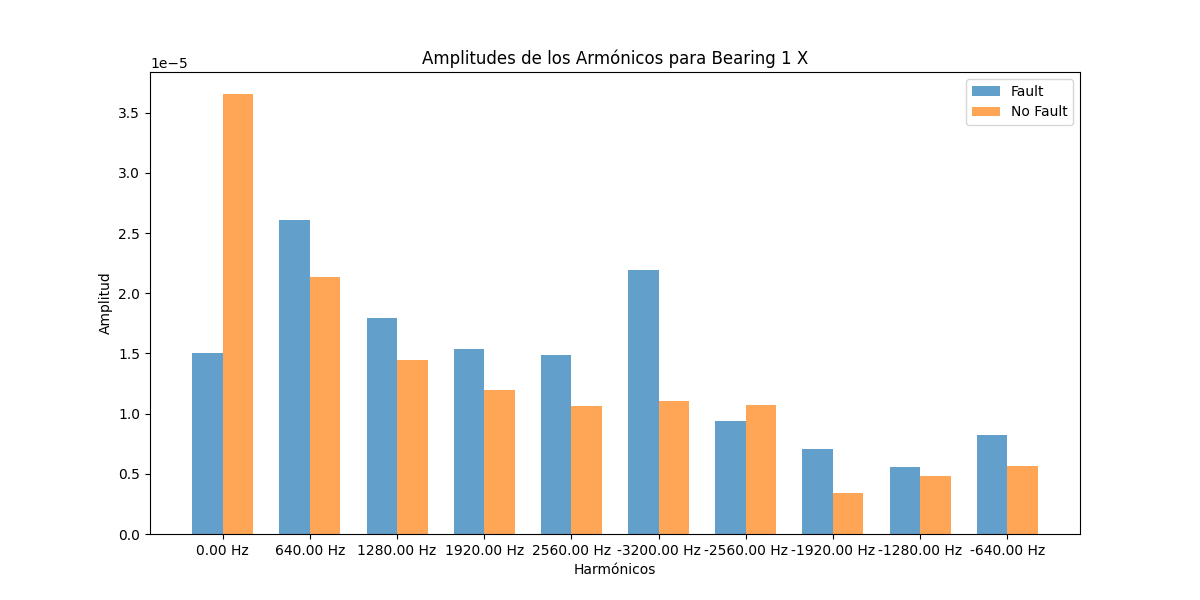 Amplitudes de los Armónicos para Bearing 1 X
1e−5
Fault
No Fault
3.5
3.0
2.5
2.0
1.5
1.0
0.5
0.0
Amplitud
0.00 Hz 640.00 Hz 1280.00 Hz 1920.00 Hz 2560.00 Hz -3200.00 Hz -2560.00 Hz -1920.00 Hz -1280.00 Hz -640.00 Hz
Harmónicos